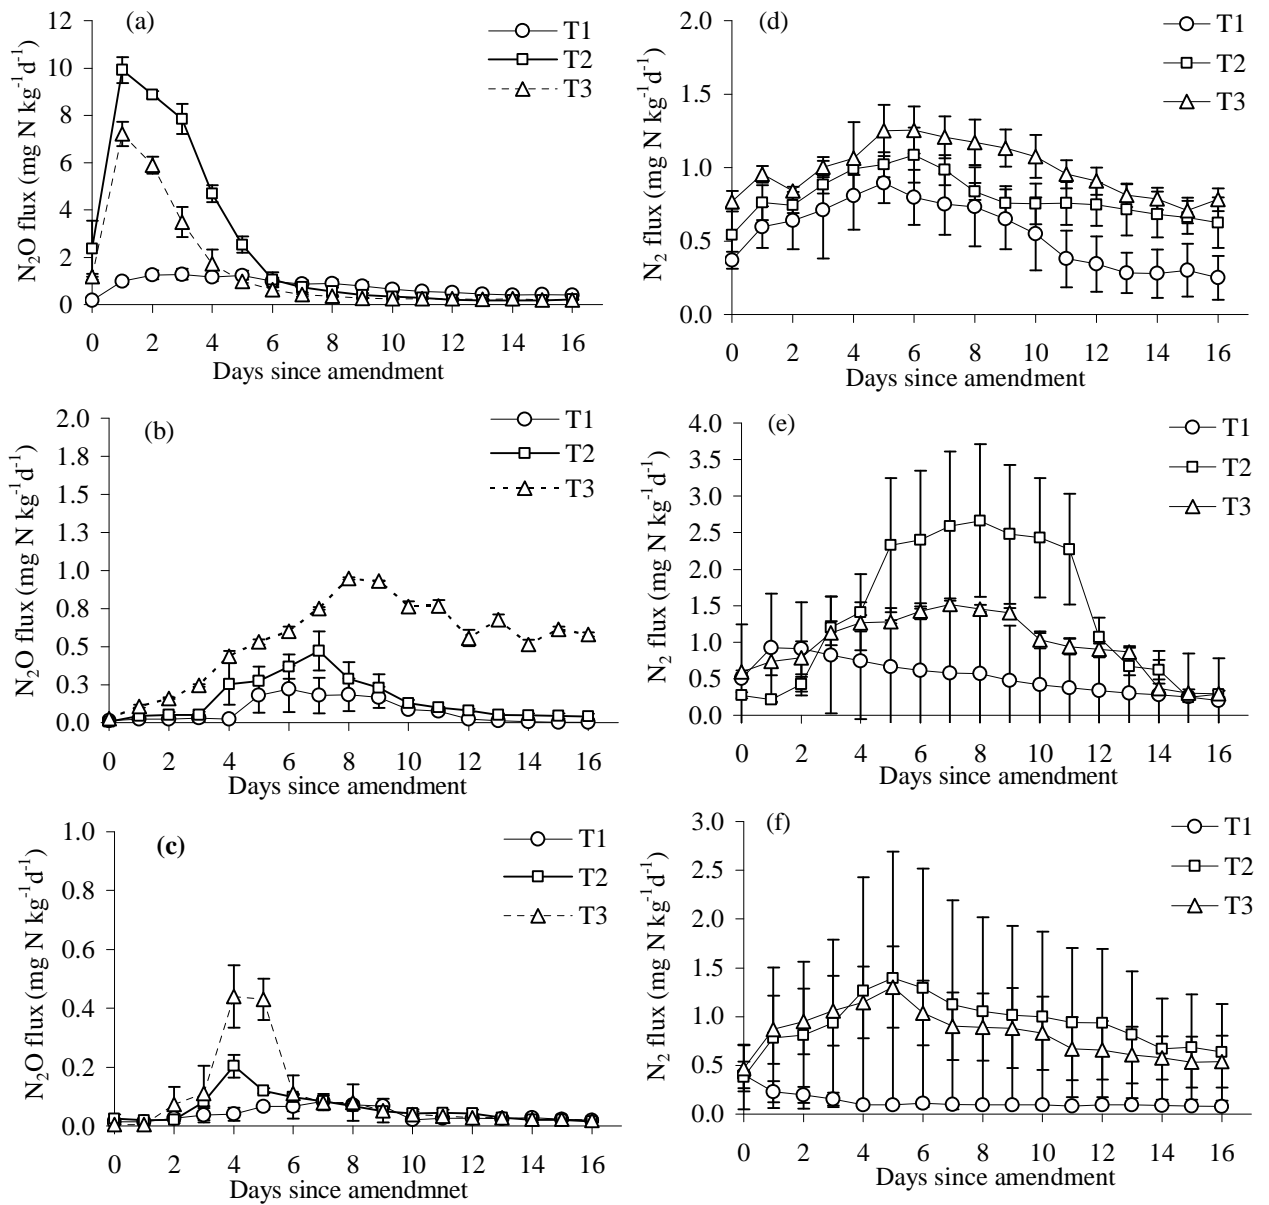 (a)
T1
T2
T3
N₂O flux (mg N kg⁻¹d⁻¹)
12
10
8
6
4
2
0
0 2 4 6 8 10 12 14 16
Days since amendment
(d)
T1
T2
T3
N₂ flux (mg N kg⁻¹d⁻¹)
2.0
1.5
1.0
0.5
0.0
0 2 4 6 8 10 12 14 16
Days since amendment
(b)
T1
T2
T3
N₂O flux (mg N kg⁻¹d⁻¹)
2.0
1.8
1.5
1.3
1.0
0.8
0.5
0.3
0.0
0 2 4 6 8 10 12 14 16
Days since amendment
(e)
T1
T2
T3
N₂ flux (mg N kg⁻¹d⁻¹)
4.0
3.5
3.0
2.5
2.0
1.5
1.0
0.5
0.0
0 2 4 6 8 10 12 14 16
Days since amendment
(c)
T1
T2
T3
N₂O flux (mg N kg⁻¹d⁻¹)
1.0
0.8
0.6
0.4
0.2
0.0
0 2 4 6 8 10 12 14 16
Days since amendmnet
(f)
T1
T2
T3
N₂ flux (mg N kg⁻¹d⁻¹)
3.0
2.5
2.0
1.5
1.0
0.5
0.0
0 2 4 6 8 10 12 14 16
Days since amendment